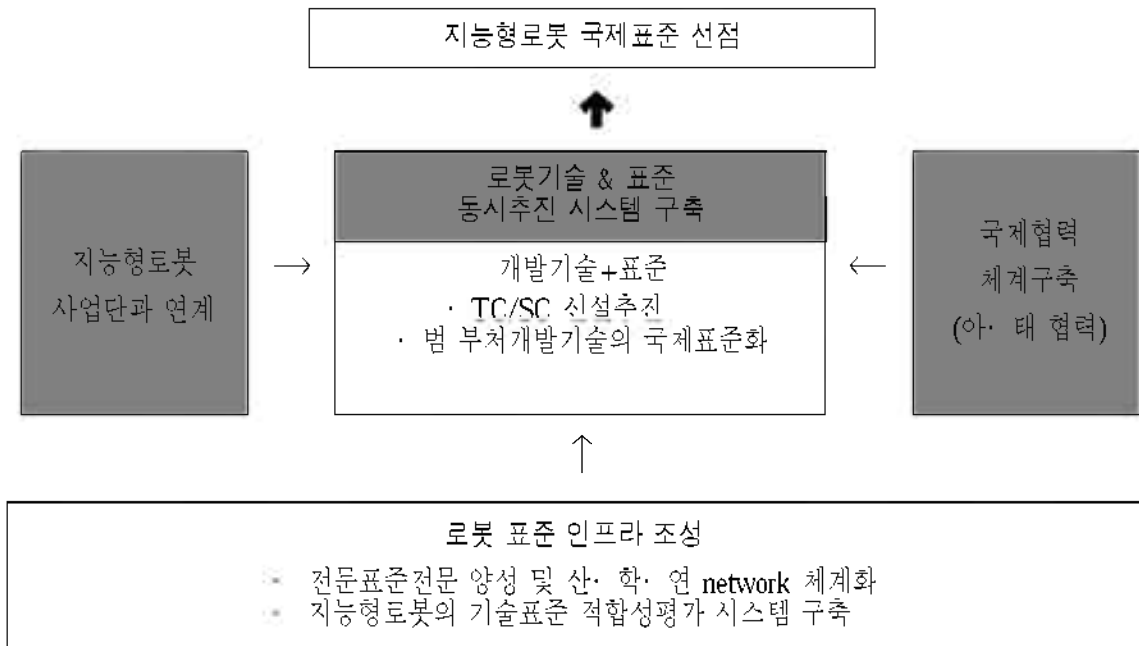 지능형로봇 국제표준 선점
지능형로봇
사업단과 연계
→
로봇기술 & 표준
동시추진 시스템 구축
개발기술+표준
· TC/SC 신설추진
· 범 부처개발기술의 국제표준화
←
국제협력
체계구축
(아· 태 협력)
로봇 표준 인프라 조성
전문표준전문 양성 및 산· 학· 연 network 체계화
지능형로봇의 기술표준 적합성평가 시스템 구축